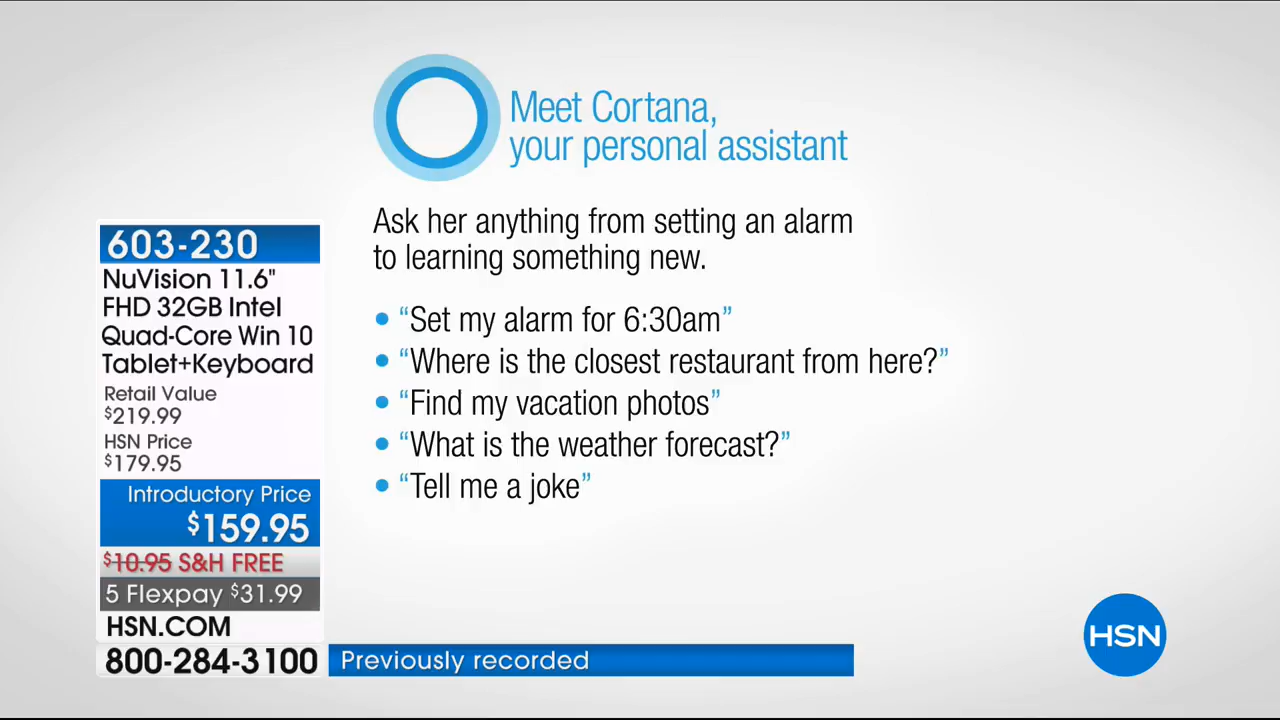 Meet Cortana,
your personal assistant
Ask her anything from setting an alarm
to learning something new.
• “Set my alarm for 6:30am”
• “Where is the closest restaurant from here?”
• “Find my vacation photos”
• “What is the weather forecast?”
• “Tell me a joke”
603-230
NuVision 11.6"
FHD 32GB Intel
Quad-Core Win 10
Tablet+Keyboard
Retail Value
$219.99
HSN Price
$179.95
Introductory Price
$159.95
$10.95 S&H FREE
5 Flexpay $31.99
HSN.COM
800-284-3100
Previously recorded
HSN